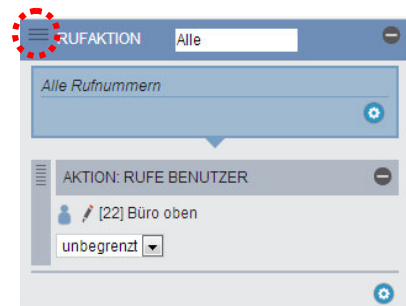 RUFAKTION Alle
Alle Rufnummern
AKTION: RUFE BENUTZER
[22] Büro oben
unbegrenzt